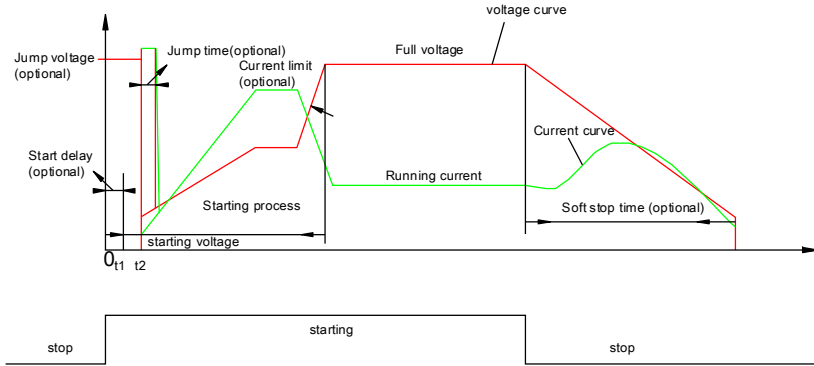 voltage curve
Jump voltage
(optional)
Jump time(optional)
Current limit
(optional)
Full voltage
Start delay
(optional)
Current curve
Running current
Starting process
Soft stop time (optional)
starting voltage
0 t1 t2
starting
stop
stop